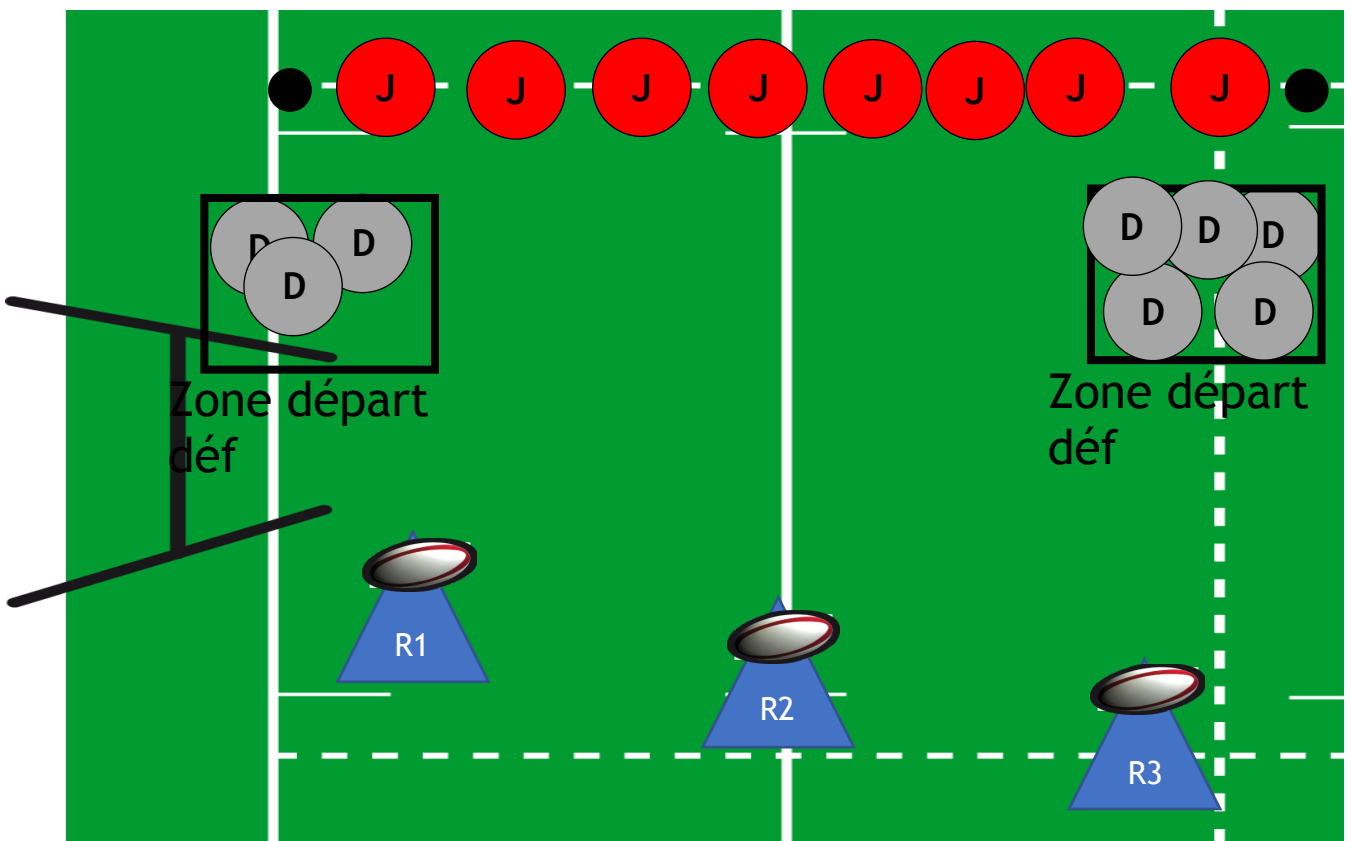 J J J J J J J J
D D D D D
D D D
Zone départ
déf
Zone départ
déf
R1
R2
R3